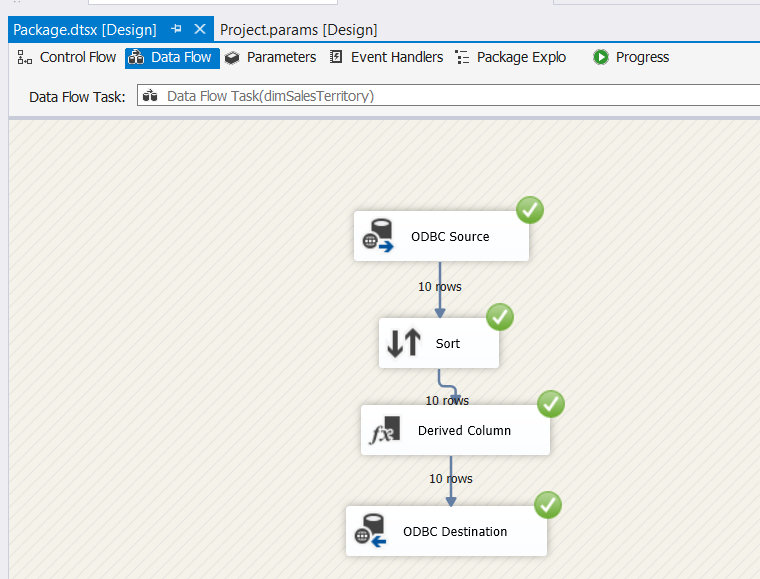 Package.dtsx [Design] Project.params [Design]
Control Flow Data Flow Parameters Event Handlers Package Explo Progress
Data Flow Task: Data Flow Task(dimSalesTerritory)
ODBC Source
10 rows
Sort
10 rows
fx Derived Column
10 rows
ODBC Destination